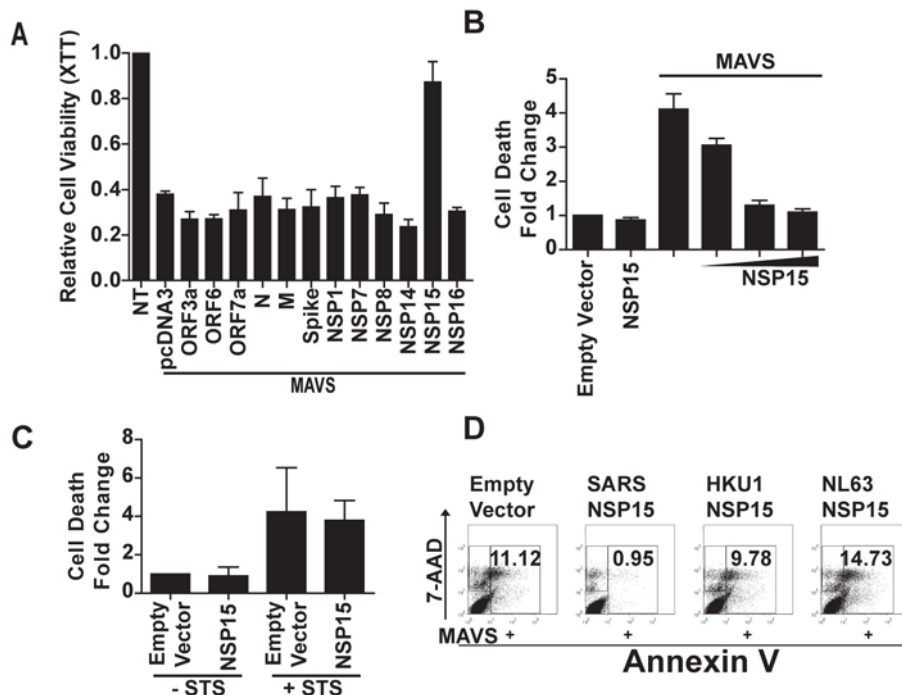 A
Relative Cell Viability (XTT)
1.0
0.8
0.6
0.4
0.2
0.0
NT
pcDNA3
ORF3a
ORF6
ORF7a
N
M
Spike
NSP1
NSP7
NSP8
NSP14
NSP15
NSP16
MAVS
B
MAVS
Cell Death
Fold Change
5
4
3
2
1
0
Empty Vector
NSP15
NSP15
C
Cell Death
Fold Change
8
6
4
2
0
Empty
Vector
NSP15
Empty
Vector
NSP15
- STS
+ STS
D
Empty
Vector
SARS
NSP15
HKU1
NSP15
NL63
NSP15
7-AAD
11.12
0.95
9.78
14.73
MAVS + + + +
Annexin V